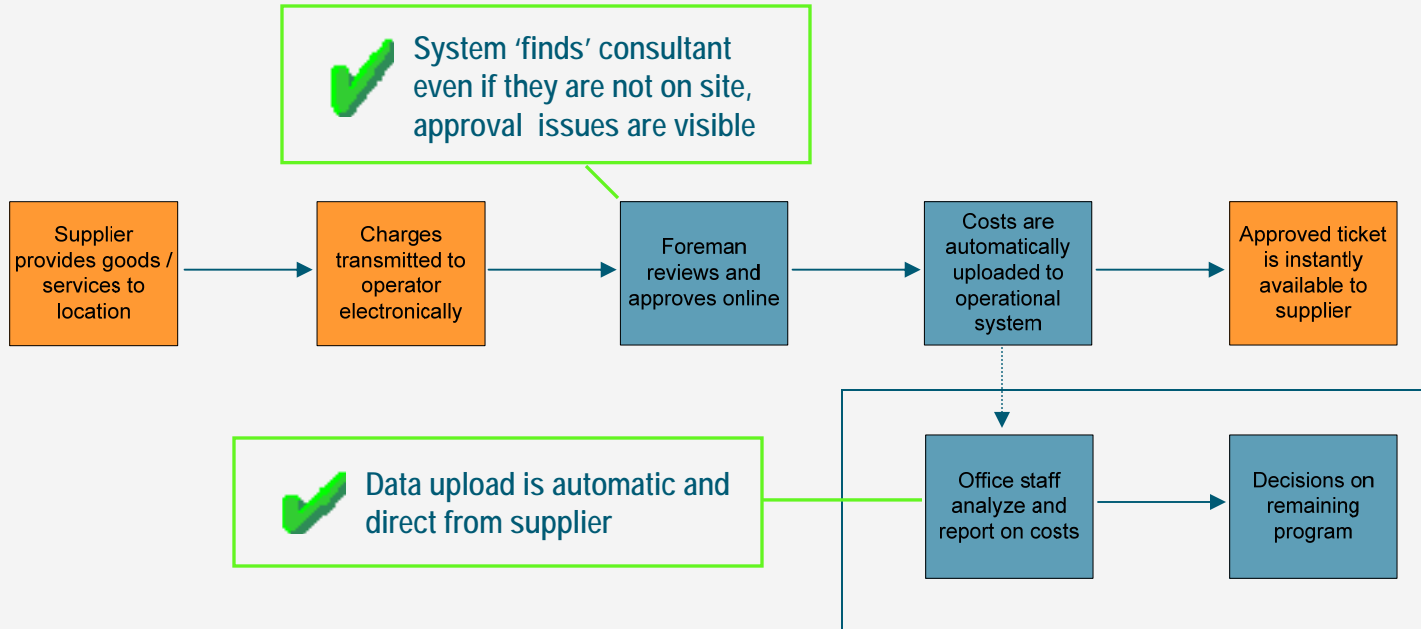 System ‘finds’ consultant
even if they are not on site,
approval issues are visible
Supplier
provides goods /
services to
location
Charges
transmitted to
operator
electronically
Foreman
reviews and
approves online
Costs are
automatically
uploaded to
operational
system
Approved ticket
is instantly
available to
supplier
Data upload is automatic and
direct from supplier
Office staff
analyze and
report on costs
Decisions on
remaining
program